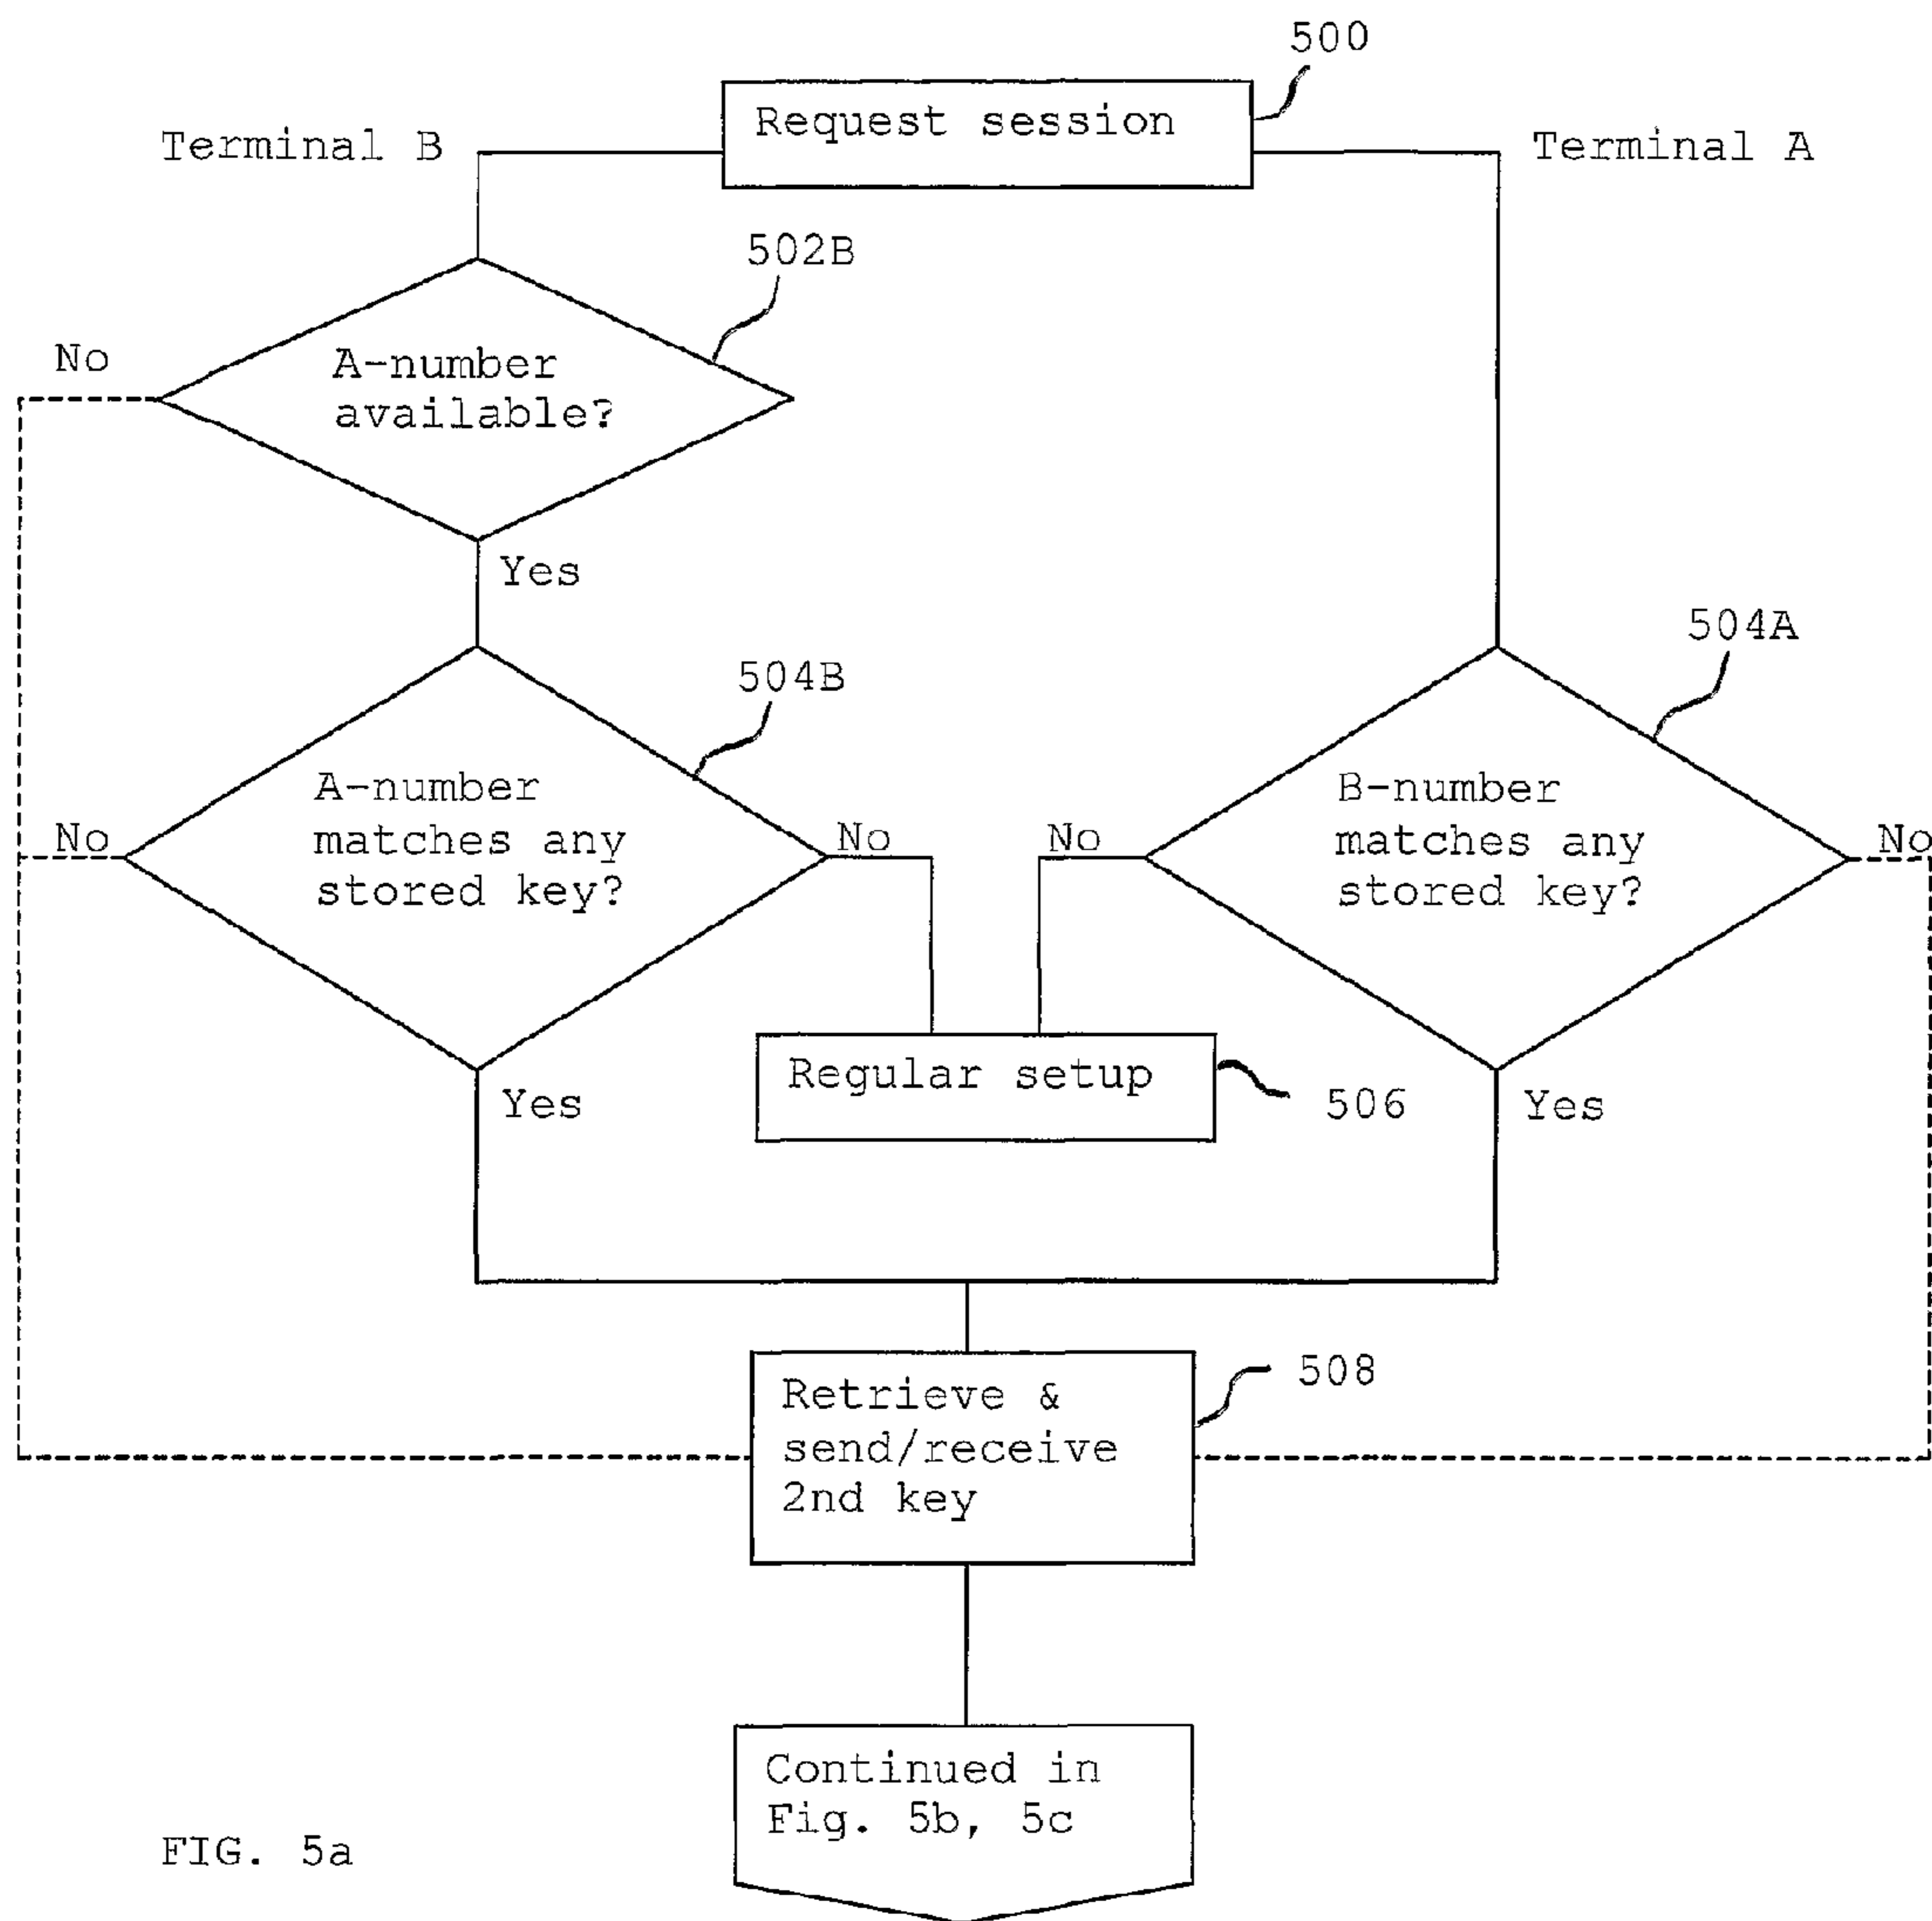 500
Request session
Terminal B
Terminal A
502B
No
A-number
available?
Yes
504A
504B
A-number
matches any
stored key?
B-number
matches any
stored key?
No
No
No
No
Regular setup
506
Yes
Yes
508
Retrieve &
send/receive
2nd key
Continued in
Fig. 5b, 5c
FIG. 5a